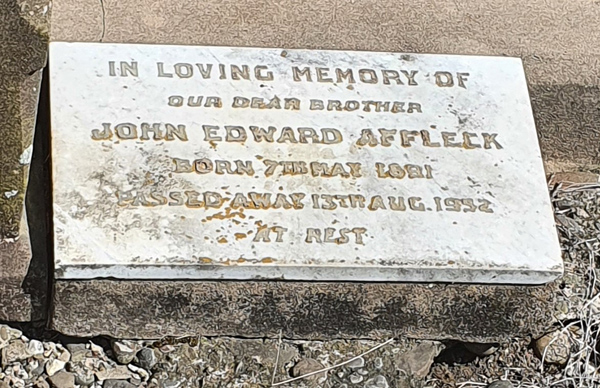 IN LOVING MEMORY OF
OUR DEAR BROTHER
JOHN EDWARD AFFLECK
BORN 7TH MAY 1881
PASSED AWAY 13TH AUG. 1952
AT REST